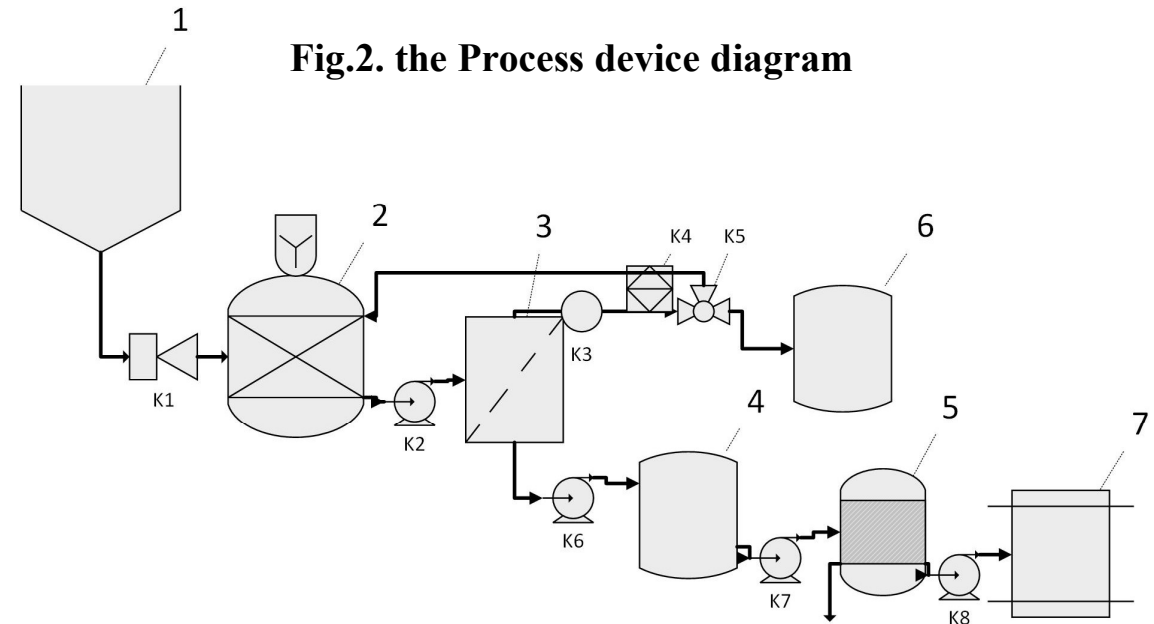 1
Fig.2. the Process device diagram
2
3
K4
K5
6
K1
K3
K2
4
5
7
K6
K7
K8